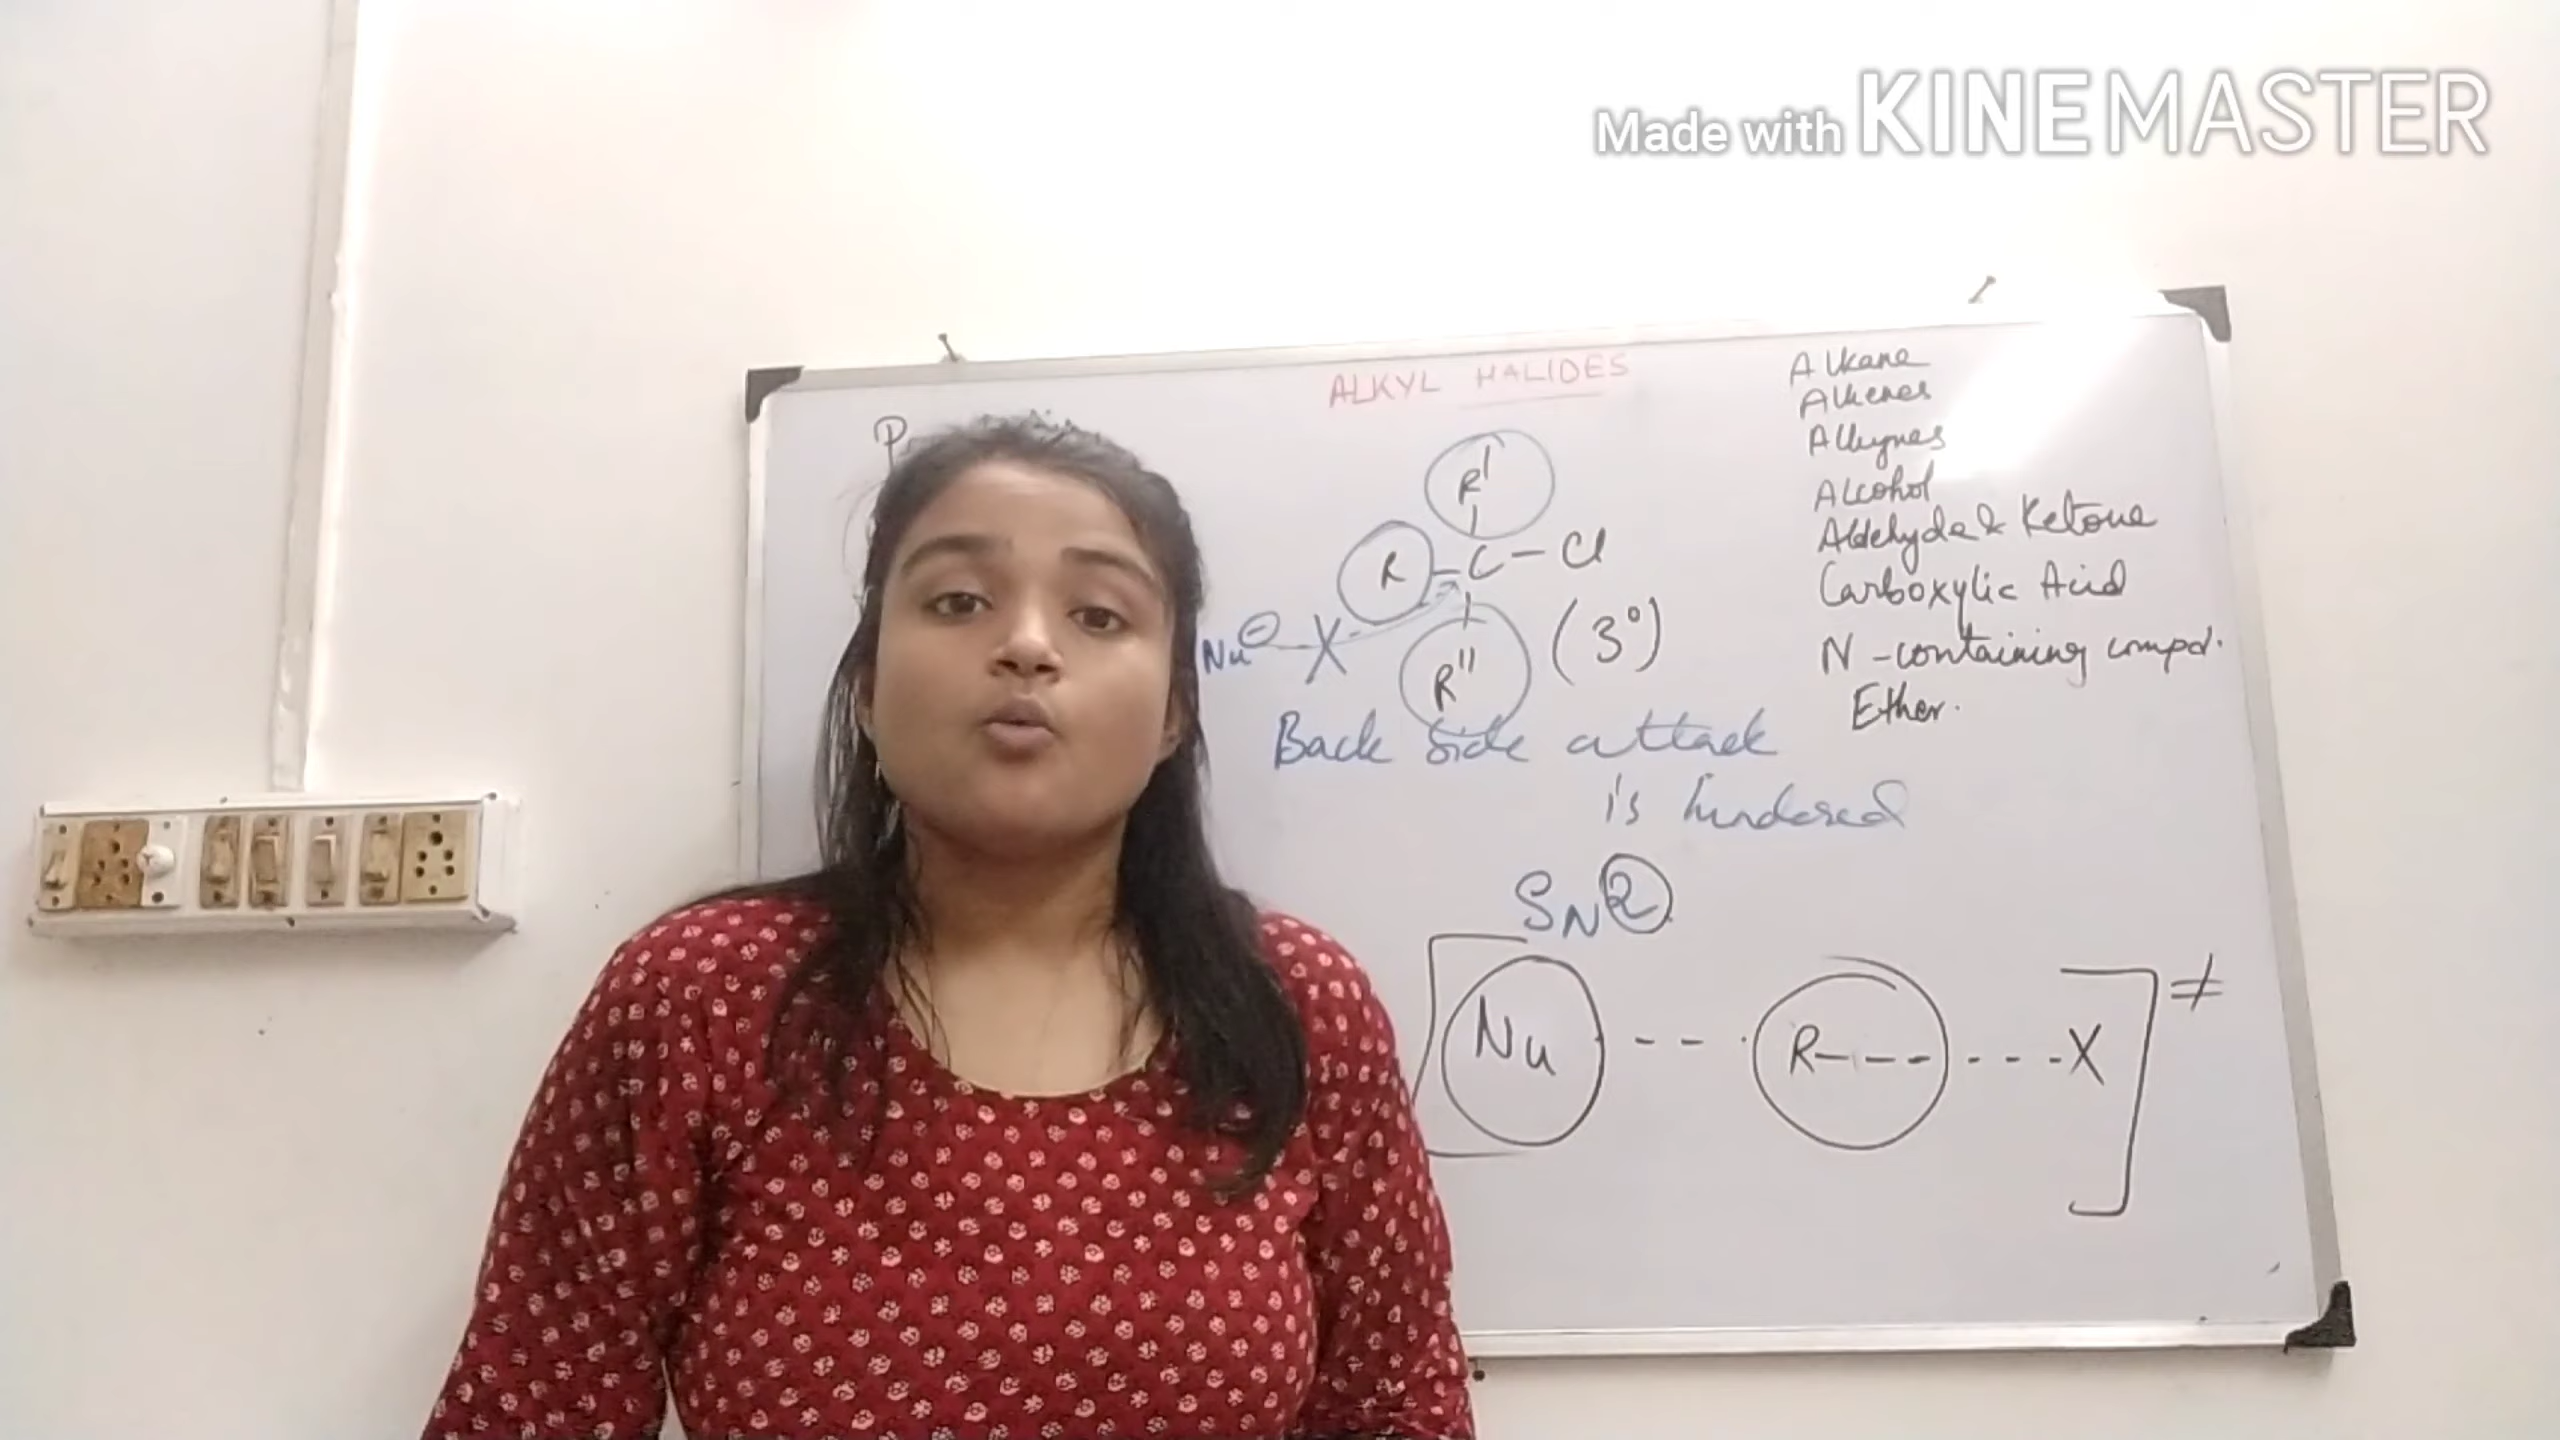 Made with KINEMASTER
ALKYL HALIDES
R'
R - C - Cl
Nu⊖ X
R" (3°)
Back side attack
is hindered
SN2
[Nu --- R---- ---X]≠
Alkane
Alkenes
Alkynes
Alcohol
Aldehyde & Ketone
Carboxylic Acid
N - containing compd.
Ether.